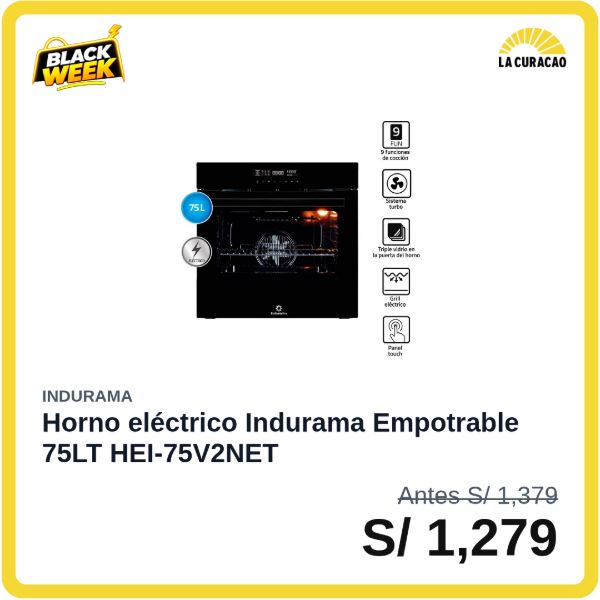 BLACK
WEEK
LA CURACAO
9
FUN
9 funciones
de cocción
Sistema
turbo
Triple vidrio en
la puerta del horno
Grill
eléctrico
Panel
touch
75 L
ELÉCTRICO
INDURAMA
Horno eléctrico Indurama Empotrable
75LT HEI-75V2NET
Antes S/ 1,379
S/ 1,279